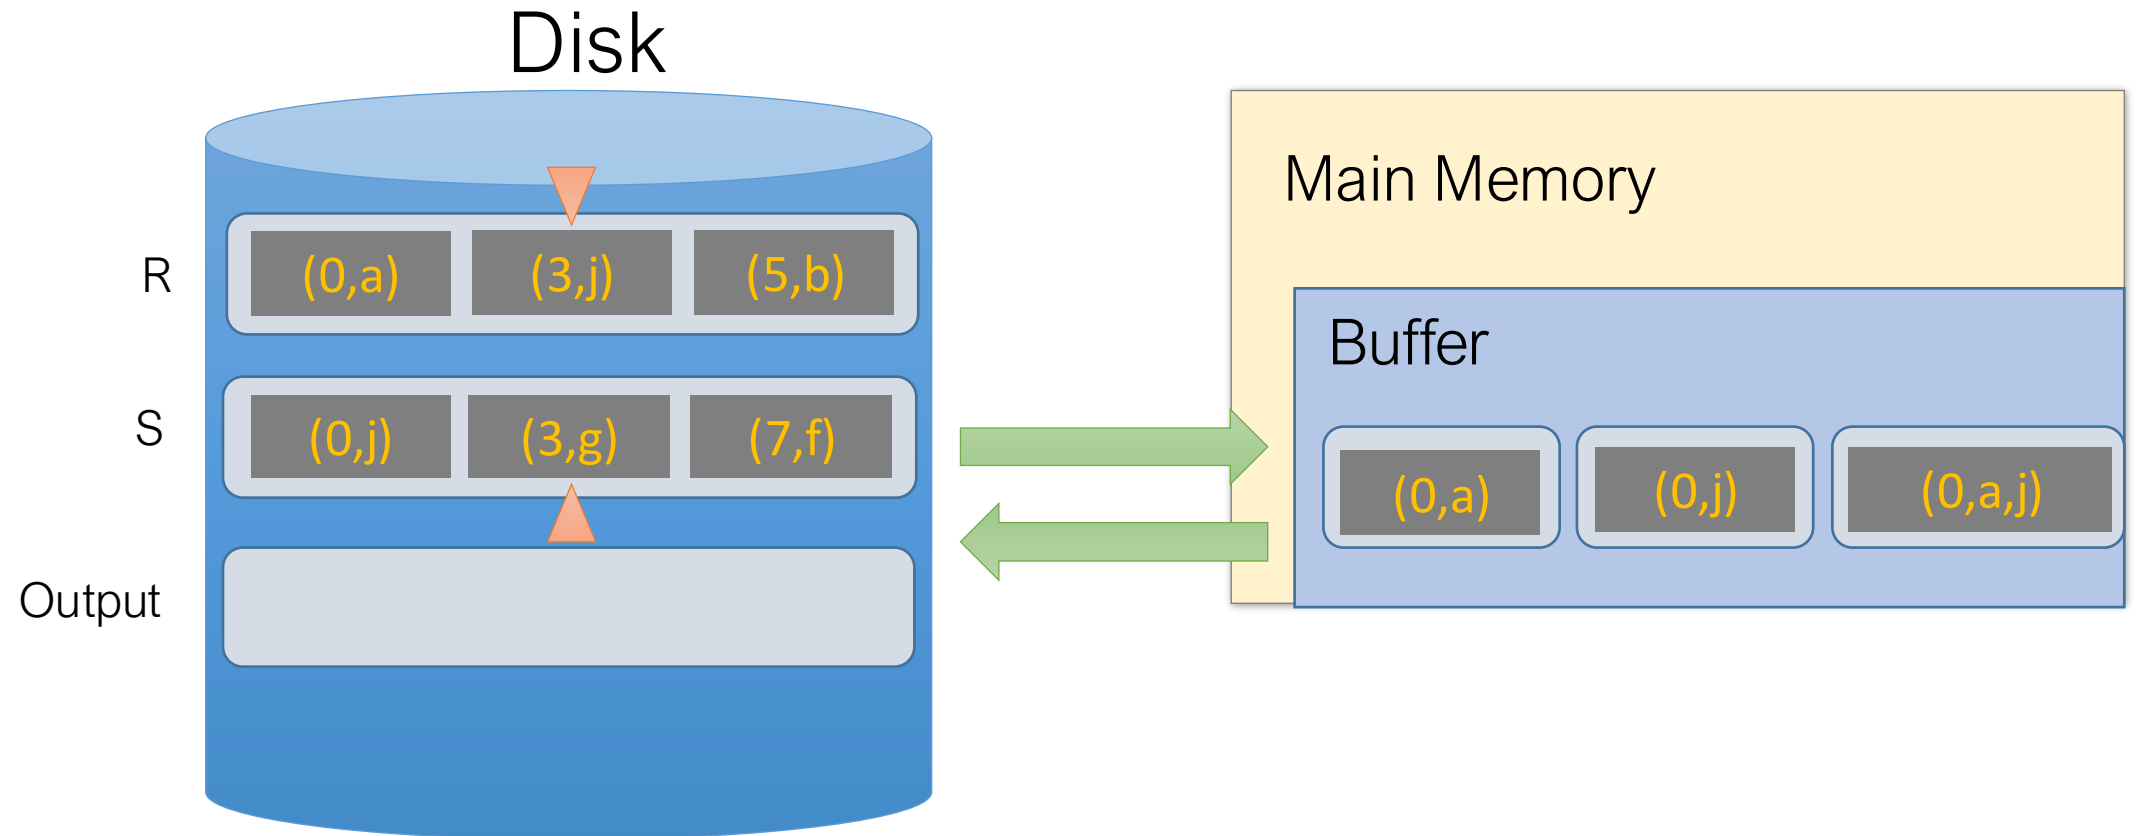 Disk
R
(0,a) (3,j) (5,b)
S
(0,j) (3,g) (7,f)
Output
Main Memory
Buffer
(0,a) (0,j) (0,a,j)